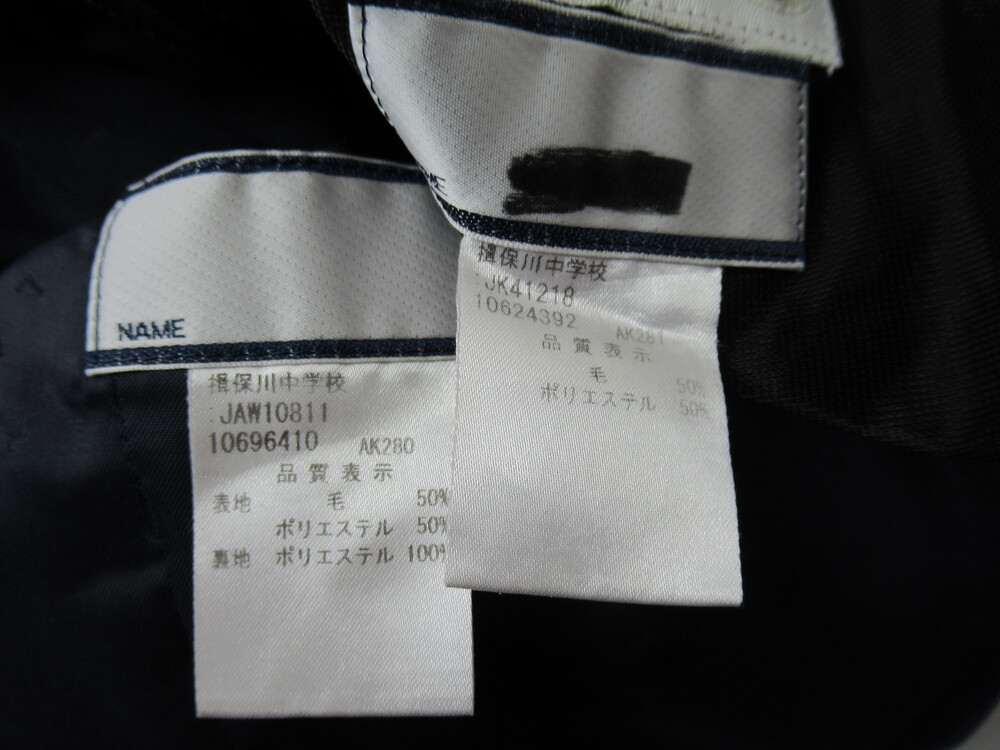 NAME
揖保川中学校
JAW10811
10696410 AK280
品質表示
表地 毛 50%
ポリエステル 50%
裏地 ポリエステル 100%
揖保川中学校
JK41218
10624392 AK281
品質表示
毛 50%
ポリエステル 50%